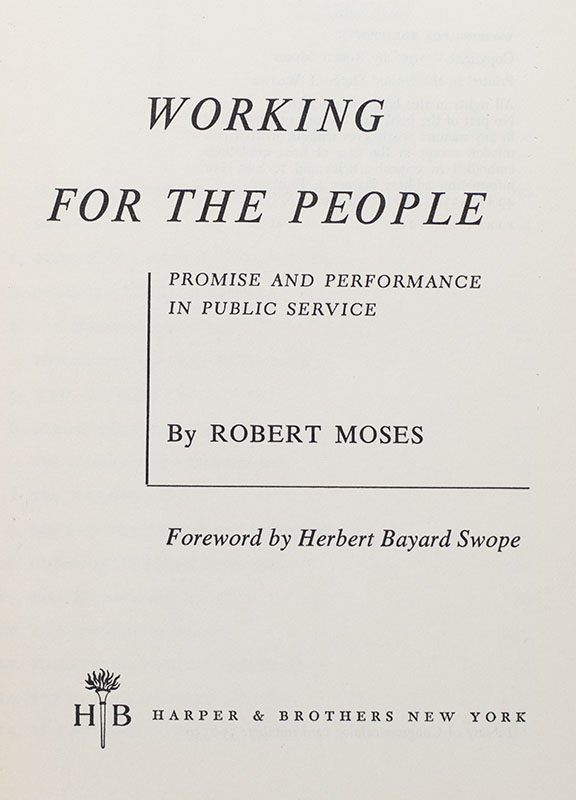 WORKING
FOR THE PEOPLE
PROMISE AND PERFORMANCE
IN PUBLIC SERVICE
By ROBERT MOSES
Foreword by Herbert Bayard Swope
H B HARPER & BROTHERS NEW YORK